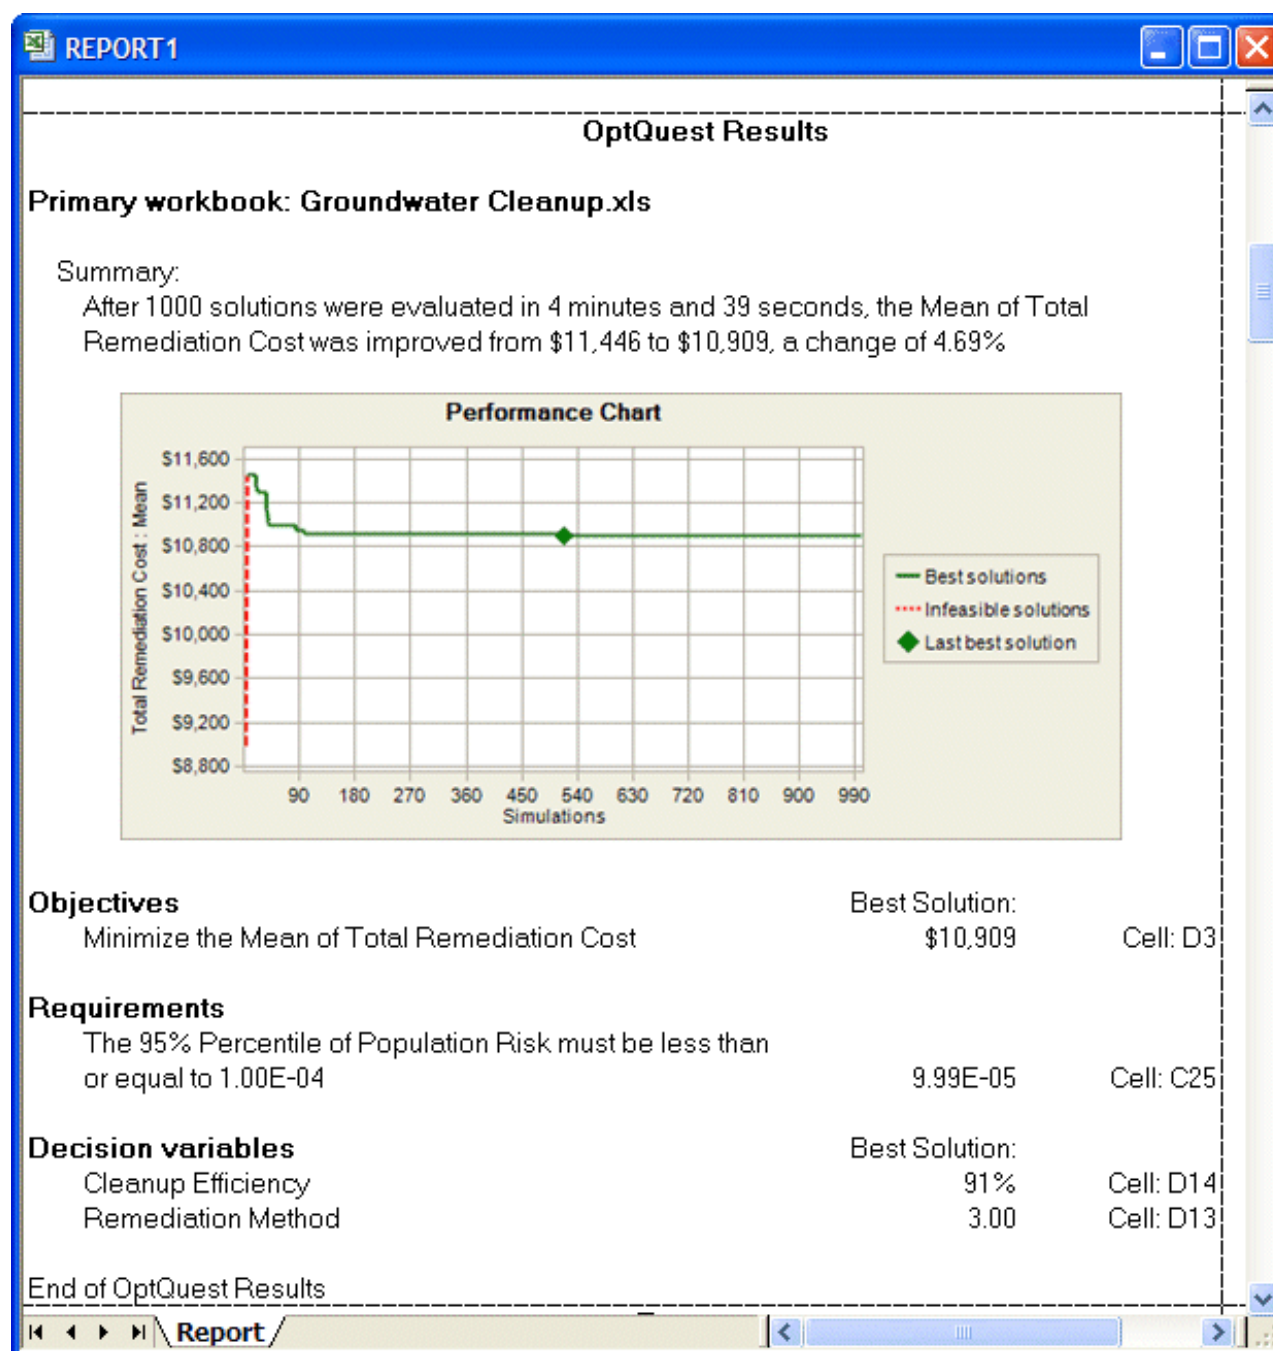 REPORT1
OptQuest Results
Primary workbook: Groundwater Cleanup.xls
Summary:
After 1000 solutions were evaluated in 4 minutes and 39 seconds, the Mean of Total
Remediation Cost was improved from $11,446 to $10,909, a change of 4.69%
Performance Chart
Total Remediation Cost : Mean
$11,600
$11,200
$10,800
$10,400
$10,000
$9,600
$9,200
$8,800
90 180 270 360 450 540 630 720 810 900 990
Simulations
Best solutions
Infeasible solutions
Last best solution
Objectives Best Solution:
Minimize the Mean of Total Remediation Cost $10,909 Cell: D3
Requirements
The 95% Percentile of Population Risk must be less than
or equal to 1.00E-04 9.99E-05 Cell: C25
Decision variables Best Solution:
Cleanup Efficiency 91% Cell: D14
Remediation Method 3.00 Cell: D13
End of OptQuest Results
Report